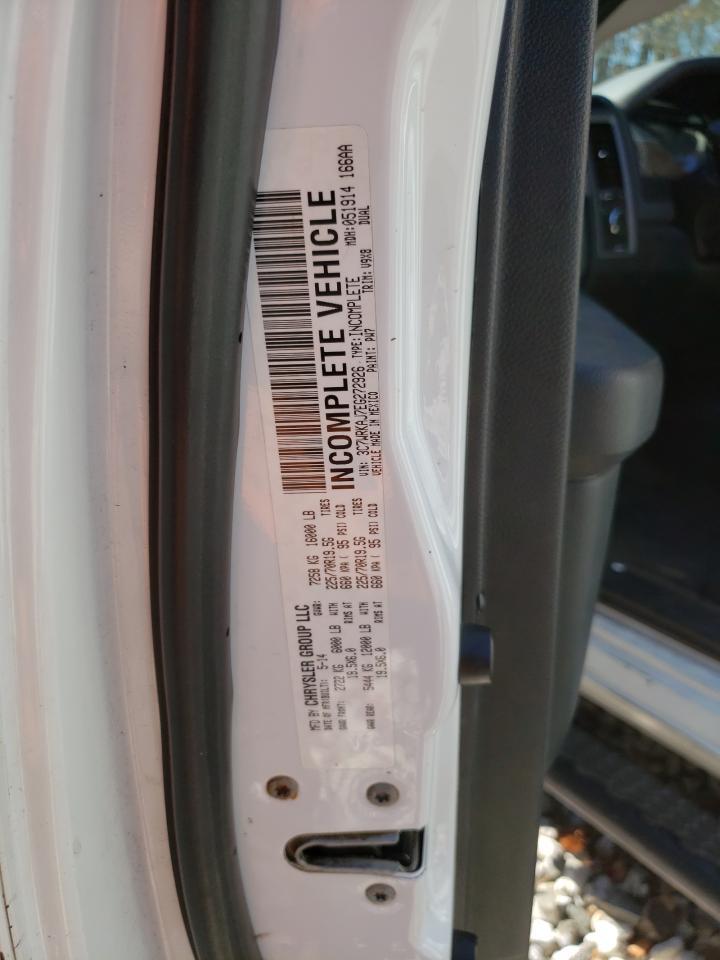 MFD BY CHRYSLER GROUP LLC
DATE OF MFR(BUILT): 5-14 GVWR: 7258 KG 16000 LB
GAWR FRONT: 2722 KG 6000 LB WITH 225/70R19.5G TIRES
19.5X6.0 RIMS AT 660 KPA ( 95 PSI) COLD
GAWR REAR: 5444 KG 12000 LB WITH 225/70R19.5G TIRES
19.5X6.0 RIMS AT 660 KPA ( 95 PSI) COLD
INCOMPLETE VEHICLE
VIN: 3C7WRKAJ7EG272926 TYPE: INCOMPLETE MDH: 051914 166AA
VEHICLE MADE IN MEXICO PAINT: PW7 TRIM: V9X8 DUAL